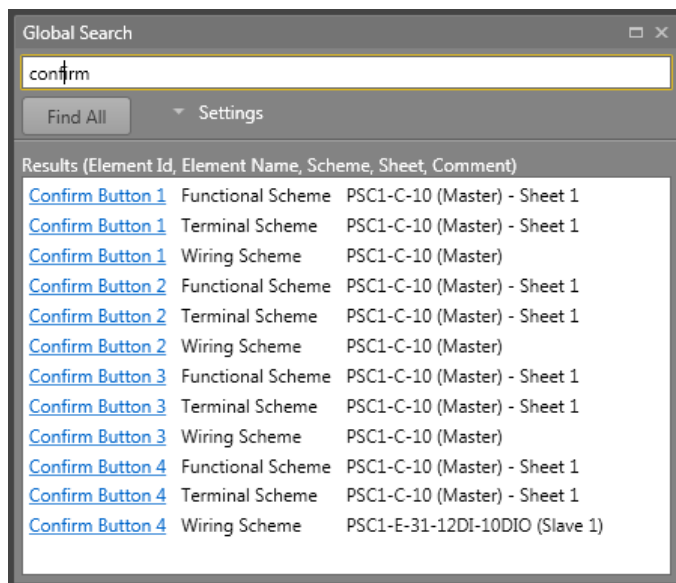 Global Search
confirm
Find All Settings
Results (Element Id, Element Name, Scheme, Sheet, Comment)
Confirm Button 1 Functional Scheme PSC1-C-10 (Master) - Sheet 1
Confirm Button 1 Terminal Scheme PSC1-C-10 (Master) - Sheet 1
Confirm Button 1 Wiring Scheme PSC1-C-10 (Master)
Confirm Button 2 Functional Scheme PSC1-C-10 (Master) - Sheet 1
Confirm Button 2 Terminal Scheme PSC1-C-10 (Master) - Sheet 1
Confirm Button 2 Wiring Scheme PSC1-C-10 (Master)
Confirm Button 3 Functional Scheme PSC1-C-10 (Master) - Sheet 1
Confirm Button 3 Terminal Scheme PSC1-C-10 (Master) - Sheet 1
Confirm Button 3 Wiring Scheme PSC1-C-10 (Master)
Confirm Button 4 Functional Scheme PSC1-C-10 (Master) - Sheet 1
Confirm Button 4 Terminal Scheme PSC1-C-10 (Master) - Sheet 1
Confirm Button 4 Wiring Scheme PSC1-E-31-12DI-10DIO (Slave 1)